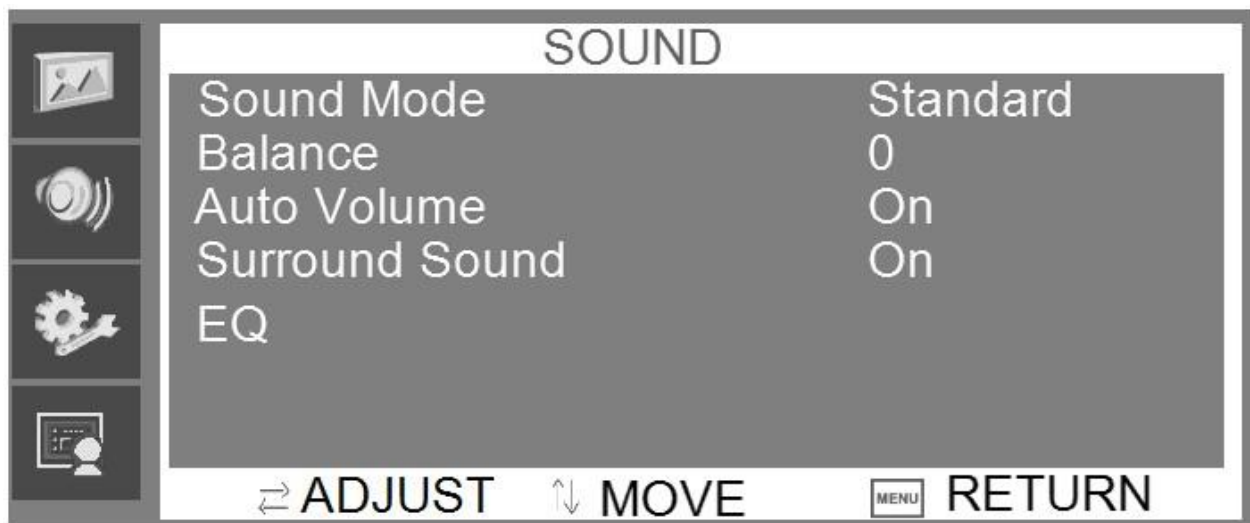 SOUND
Sound Mode Standard
Balance 0
Auto Volume On
Surround Sound On
EQ
ADJUST MOVE MENU RETURN